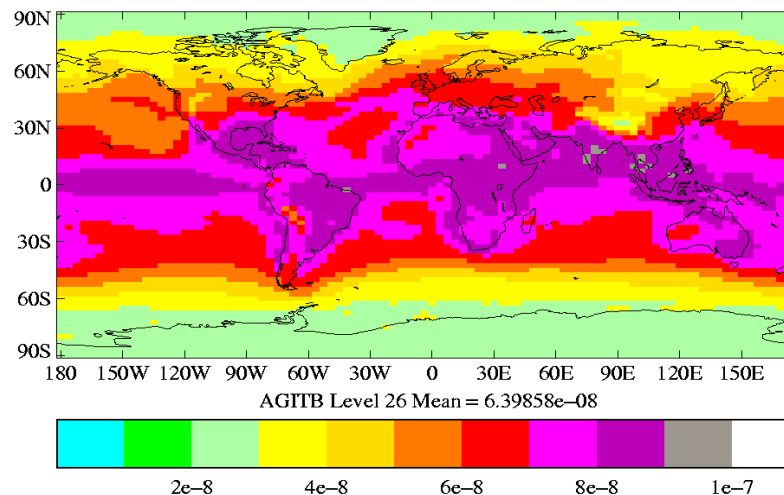 90N
60N
30N
0
30S
60S
90S
180 150W 120W 90W 60W 30W 0 30E 60E 90E 120E 150E
AGITB Level 26 Mean = 6.39858e−08
2e−8 4e−8 6e−8 8e−8 1e−7